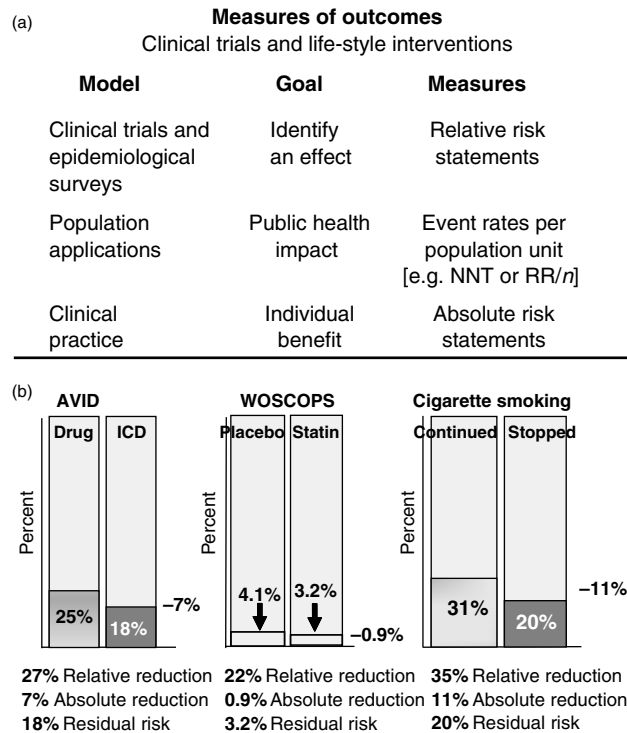 (a)
Measures of outcomes
Clinical trials and life-style interventions
Model Goal Measures
Clinical trials and epidemiological surveys
Identify an effect
Relative risk statements
Population applications
Public health impact
Event rates per population unit [e.g. NNT or RR/n]
Clinical practice
Individual benefit
Absolute risk statements
(b)
AVID
Percent
Drug ICD
25%
18%
–7%
27% Relative reduction
7% Absolute reduction
18% Residual risk
WOSCOPS
Percent
Placebo Statin
4.1%
3.2%
–0.9%
22% Relative reduction
0.9% Absolute reduction
3.2% Residual risk
Cigarette smoking
Percent
Continued Stopped
31%
20%
–11%
35% Relative reduction
11% Absolute reduction
20% Residual risk